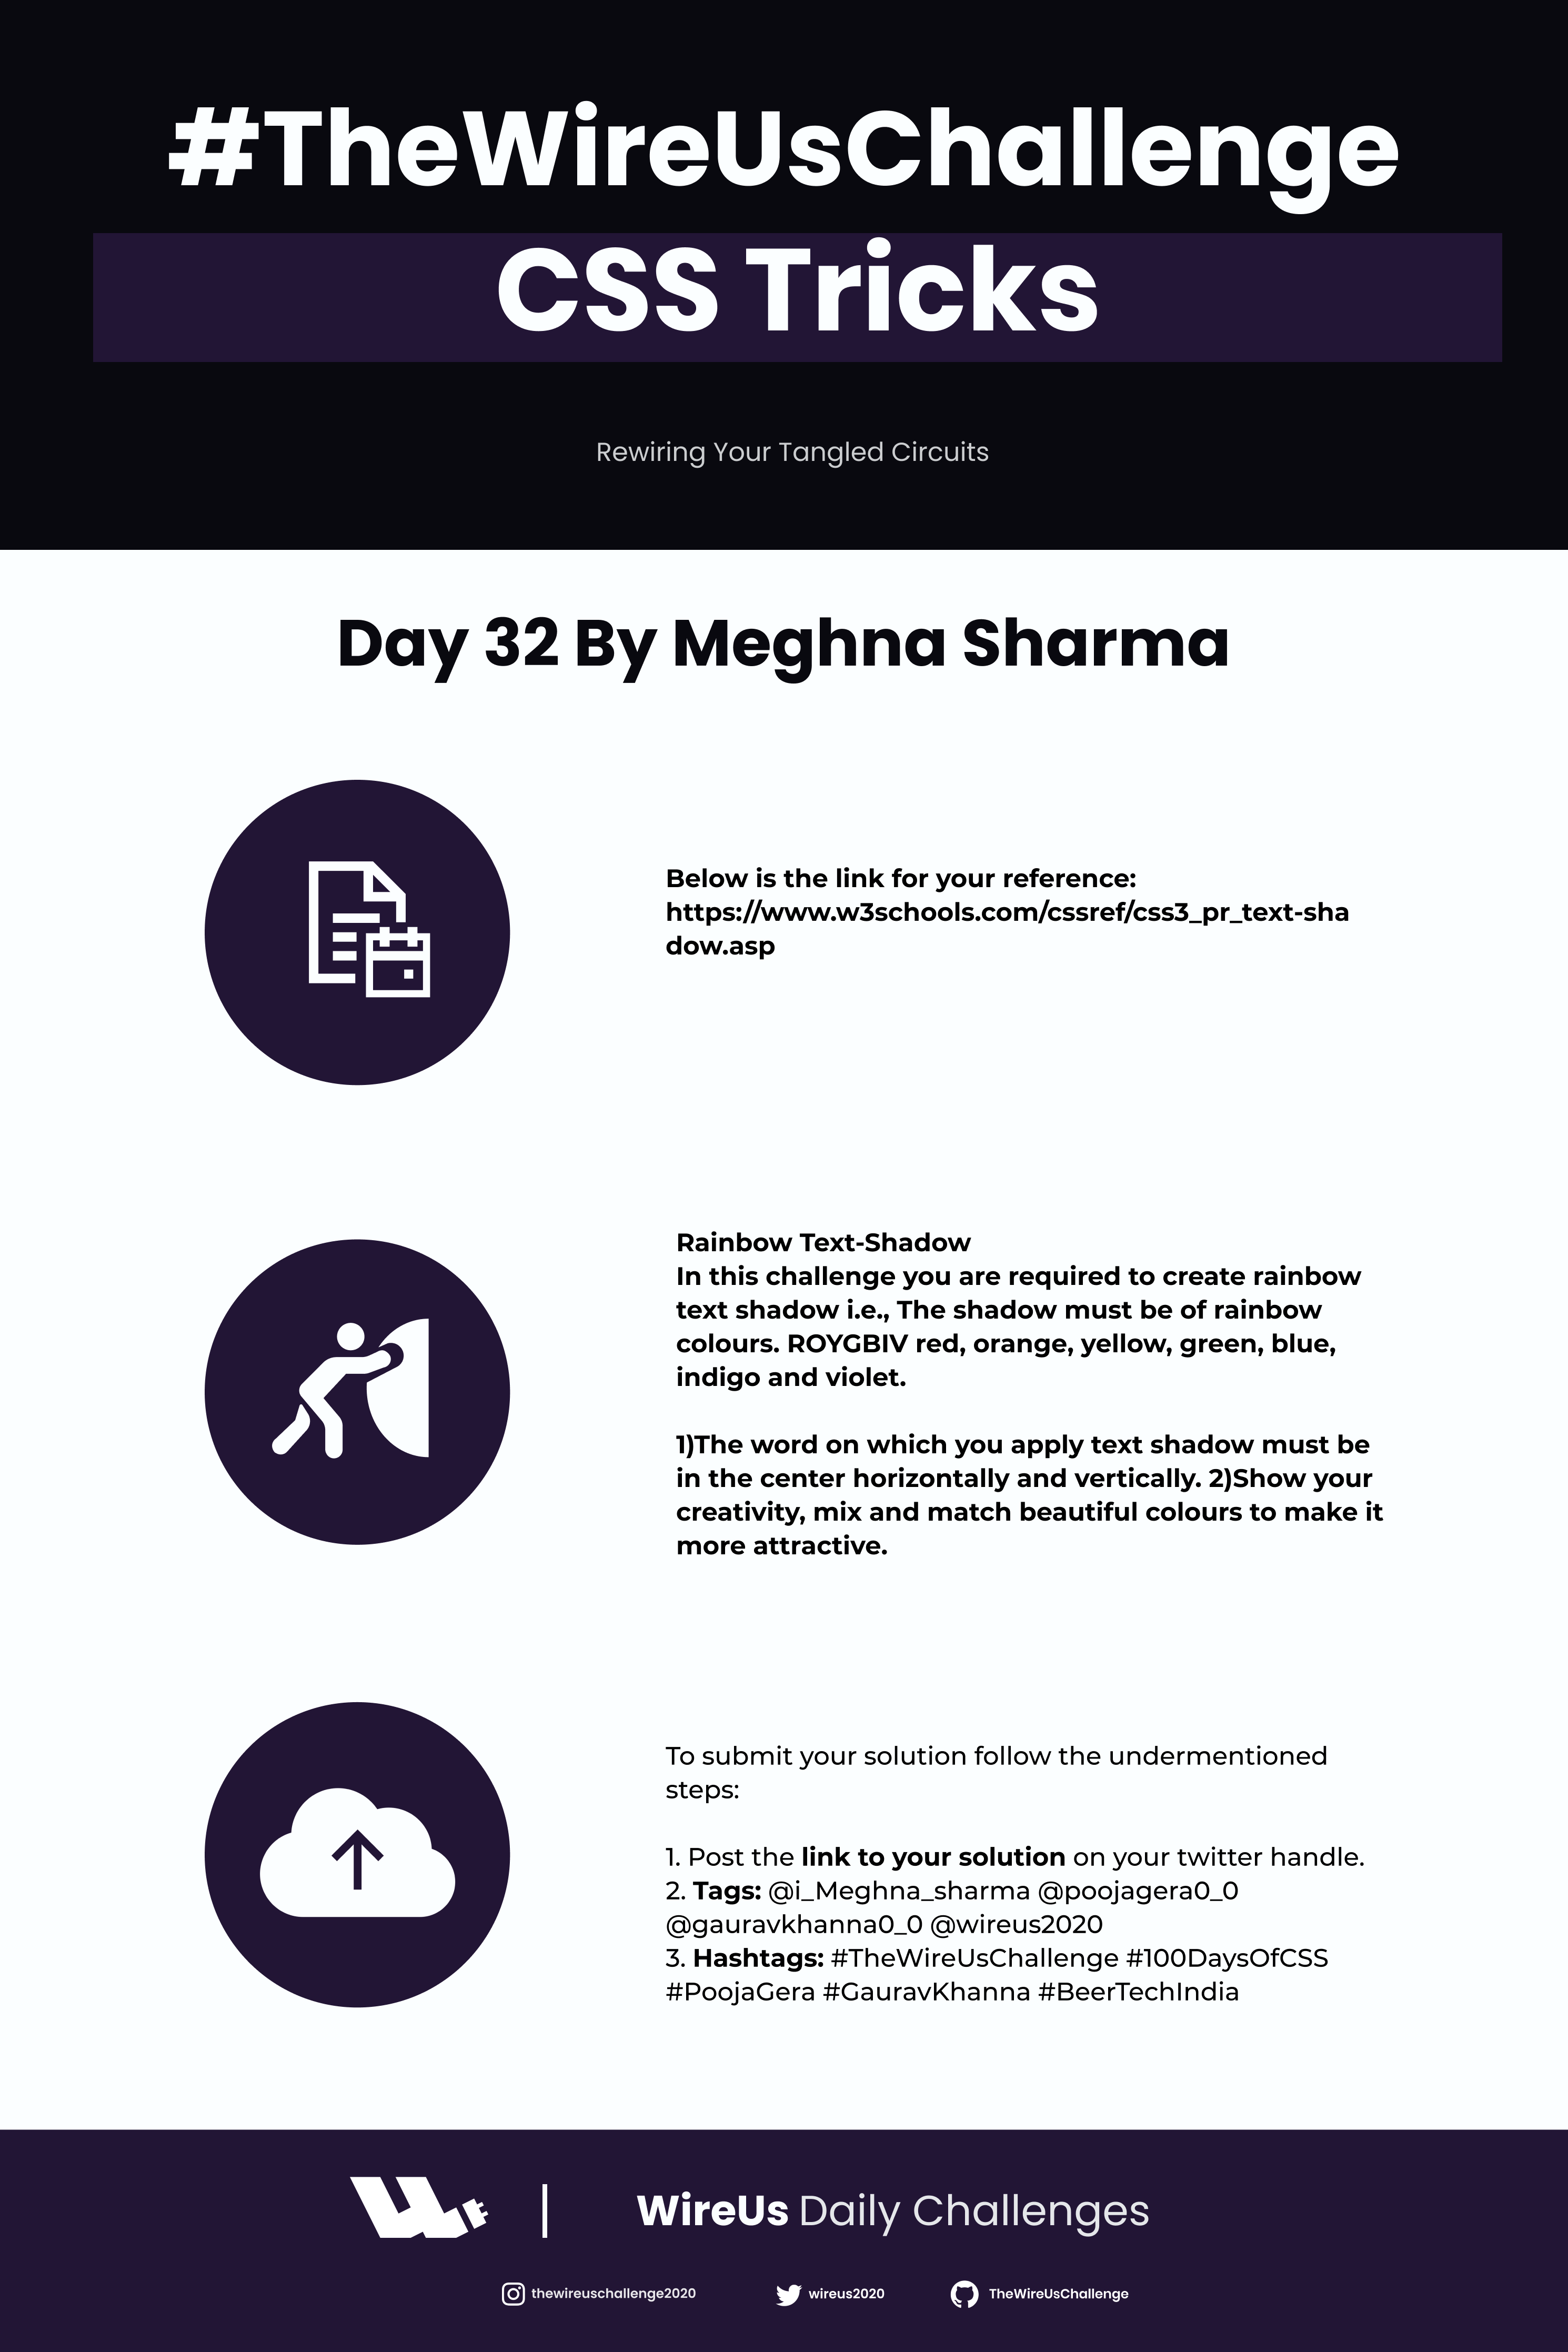 #TheWireUsChallenge
CSS Tricks
Rewiring Your Tangled Circuits
Day 32 By Meghna Sharma
Below is the link for your reference:
https://www.w3schools.com/cssref/css3_pr_text-sha
dow.asp
Rainbow Text-Shadow
In this challenge you are required to create rainbow
text shadow i.e., The shadow must be of rainbow
colours. ROYGBIV red, orange, yellow, green, blue,
indigo and violet.
1)The word on which you apply text shadow must be
in the center horizontally and vertically. 2)Show your
creativity, mix and match beautiful colours to make it
more attractive.
To submit your solution follow the undermentioned
steps:
1. Post the link to your solution on your twitter handle.
2. Tags: @i_Meghna_sharma @poojagera0_0
@gauravkhanna0_0 @wireus2020
3. Hashtags: #TheWireUsChallenge #100DaysOfCSS
#PoojaGera #GauravKhanna #BeerTechIndia
WireUs Daily Challenges
thewireuschallenge2020 wireus2020 TheWireUsChallenge